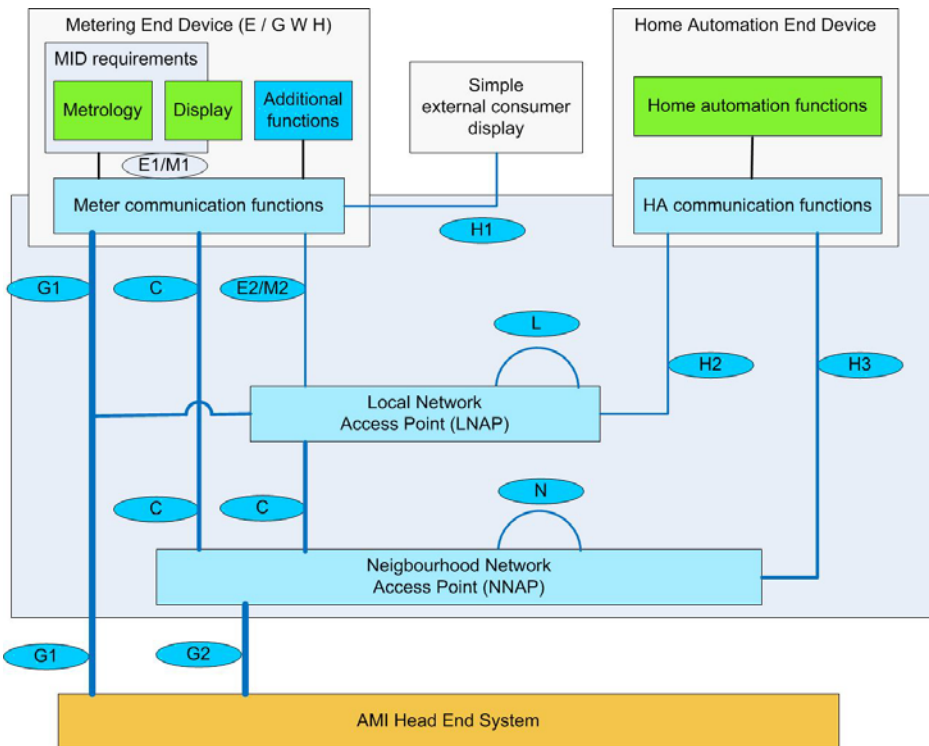 Metering End Device (E / G W H)
Home Automation End Device
MID requirements
Metrology
Display
Additional
functions
Simple
external consumer
display
Home automation functions
E1/M1
Meter communication functions
HA communication functions
H1
G1
C
E2/M2
L
H2
H3
Local Network
Access Point (LNAP)
C
C
N
Neigbourhood Network
Access Point (NNAP)
G1
G2
AMI Head End System